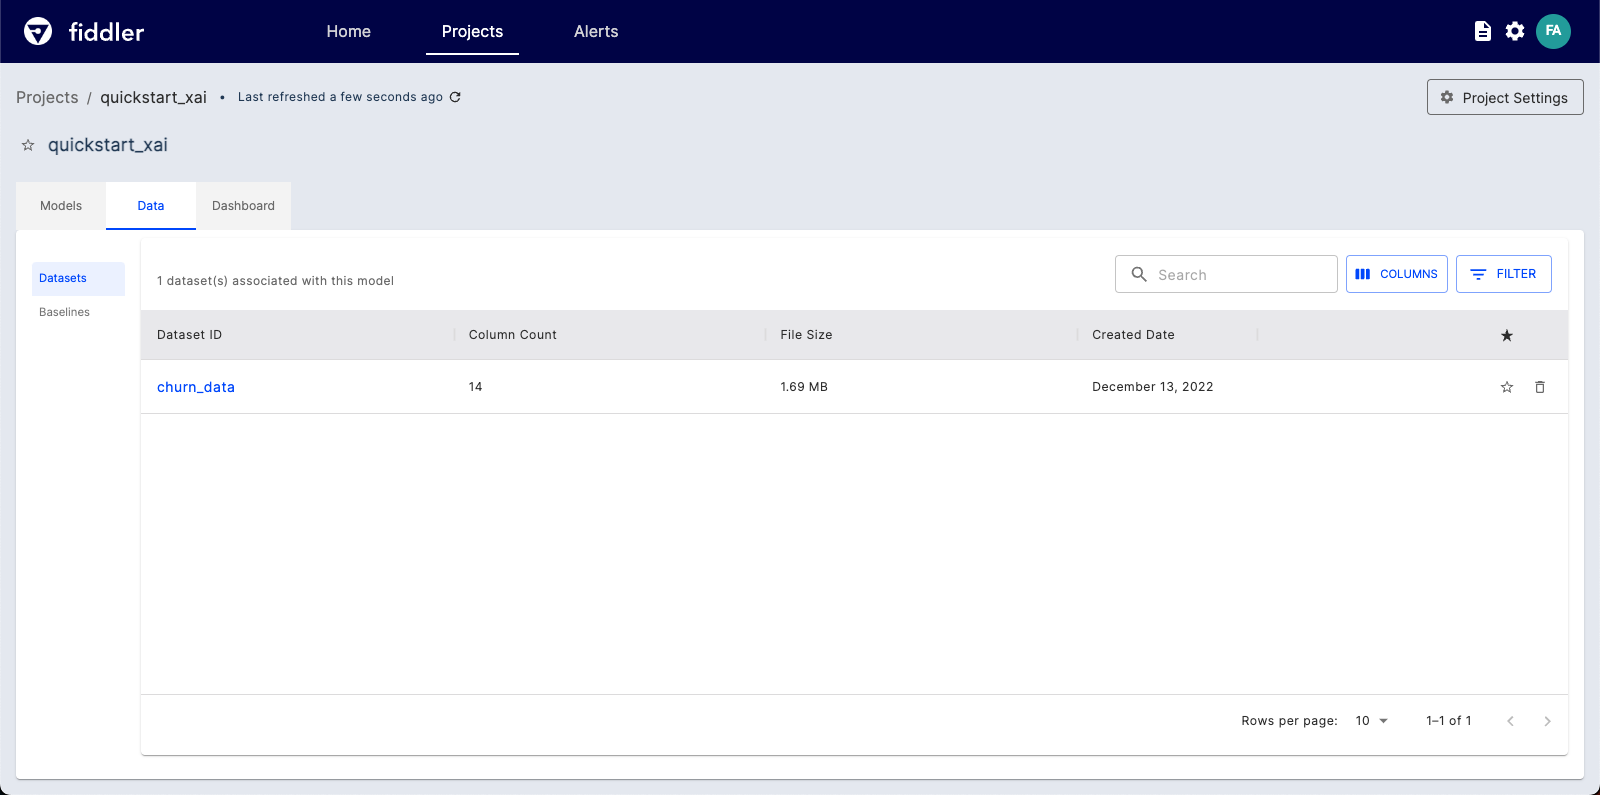 fiddler Home Projects Alerts FA
Projects / quickstart_xai • Last refreshed a few seconds ago Project Settings
quickstart_xai
Models Data Dashboard
Datasets
Baselines
1 dataset(s) associated with this model Search COLUMNS FILTER
Dataset ID Column Count File Size Created Date
churn_data 14 1.69 MB December 13, 2022
Rows per page: 10 1–1 of 1